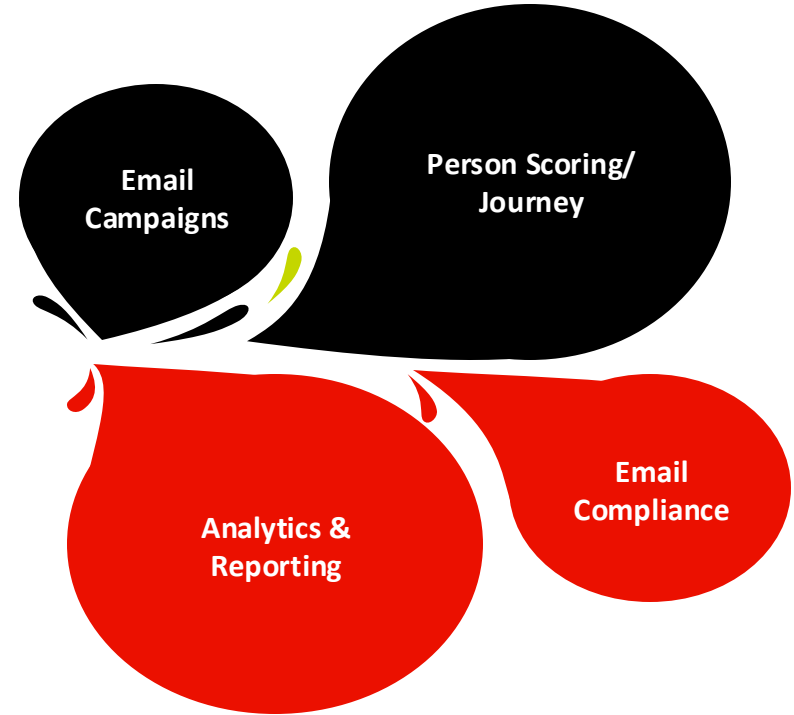 Email
Campaigns
Person Scoring/
Journey
Analytics &
Reporting
Email
Compliance